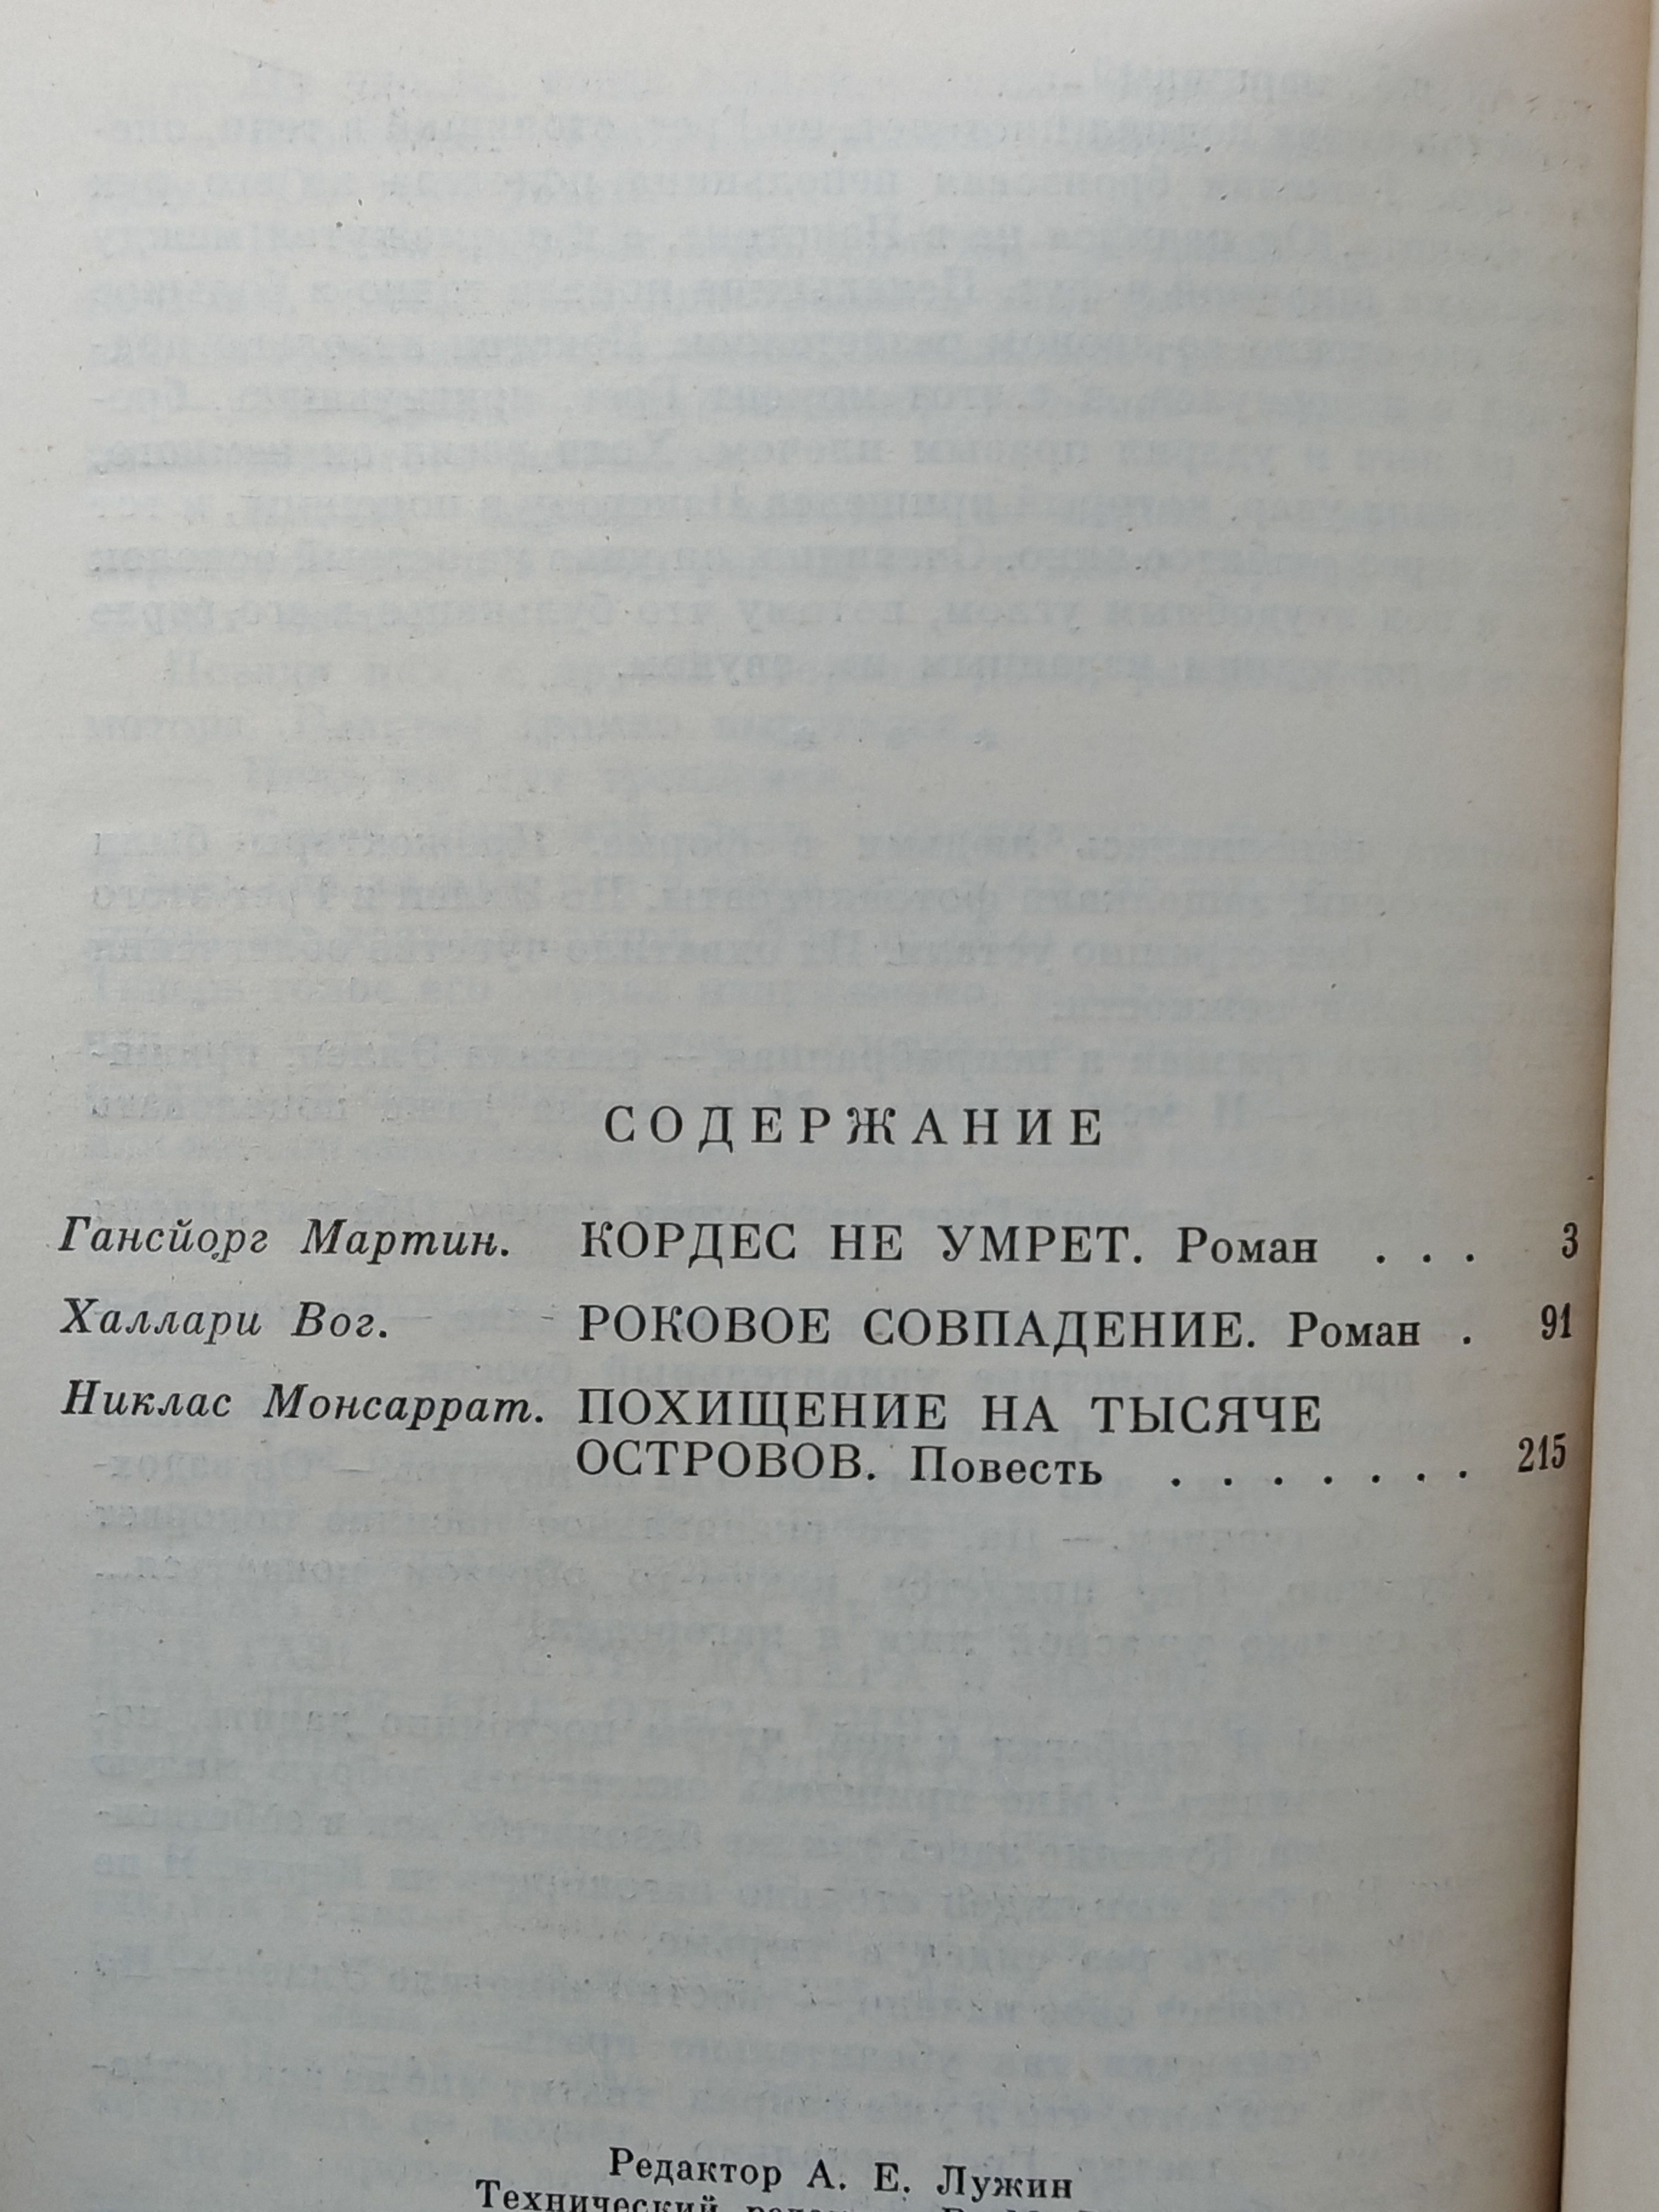 СОДЕРЖАНИЕ
Гансйорг Мартин. КОРДЕС НЕ УМРЕТ. Роман . . . 3
Халлари Вог. РОКОВОЕ СОВПАДЕНИЕ. Роман . 91
Никлас Монсаррат. ПОХИЩЕНИЕ НА ТЫСЯЧЕ
ОСТРОВОВ. Повесть . . . . . . . 215
Редактор А. Е. Лужин
Технический